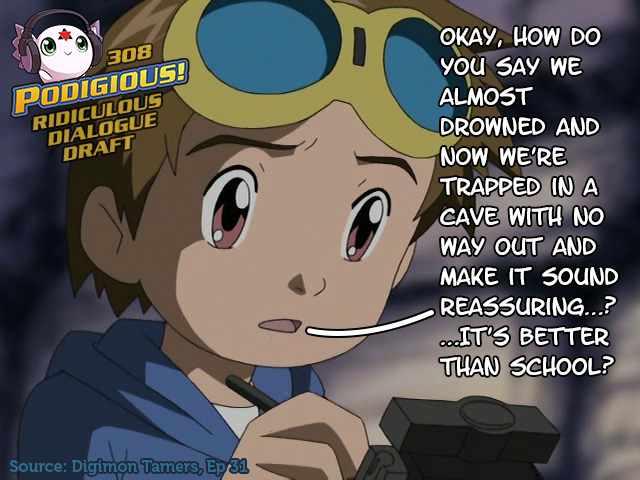 308
PODIGIOUS!
RIDICULOUS
DIALOGUE
DRAFT
OKAY, HOW DO
YOU SAY WE
ALMOST
DROWNED AND
NOW WE'RE
TRAPPED IN A
CAVE WITH NO
WAY OUT AND
MAKE IT SOUND
REASSURING...?
...IT'S BETTER
THAN SCHOOL?
Source: Digimon Tamers, Ep 31